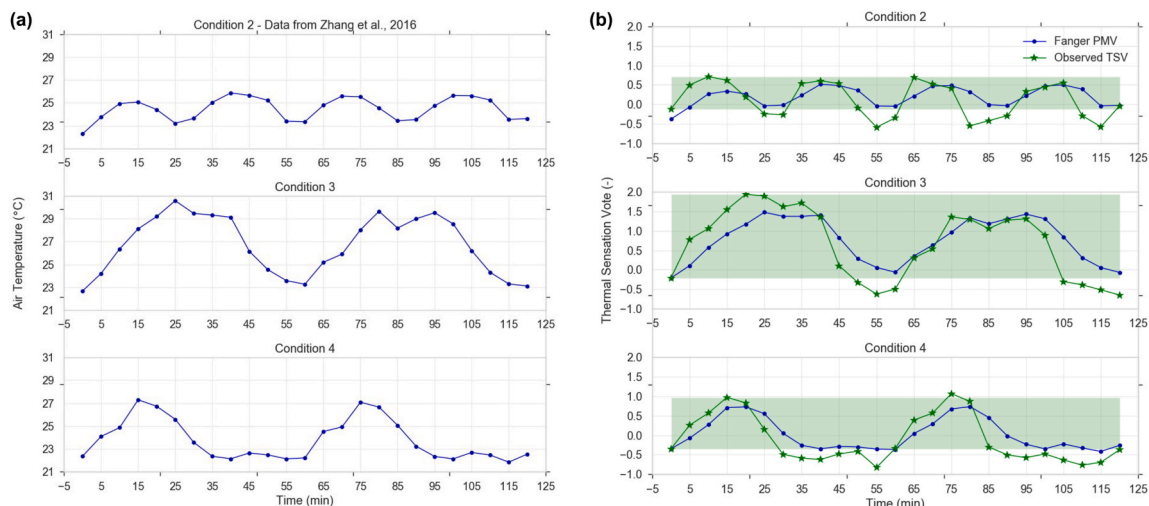 (a)
Condition 2 - Data from Zhang et al., 2016
31
29
27
25
23
21
−5 5 15 25 35 45 55 65 75 85 95 105 115 125
Condition 3
31
29
27
25
23
21
−5 5 15 25 35 45 55 65 75 85 95 105 115 125
Condition 4
31
29
27
25
23
21
−5 5 15 25 35 45 55 65 75 85 95 105 115 125
Air Temperature (°C)
Time (min)
(b)
Condition 2
Fanger PMV
Observed TSV
2.0
1.5
1.0
0.5
0.0
−0.5
−1.0
−5 5 15 25 35 45 55 65 75 85 95 105 115 125
Condition 3
2.0
1.5
1.0
0.5
0.0
−0.5
−1.0
−5 5 15 25 35 45 55 65 75 85 95 105 115 125
Condition 4
2.0
1.5
1.0
0.5
0.0
−0.5
−1.0
−5 5 15 25 35 45 55 65 75 85 95 105 115 125
Thermal Sensation Vote (-)
Time (min)